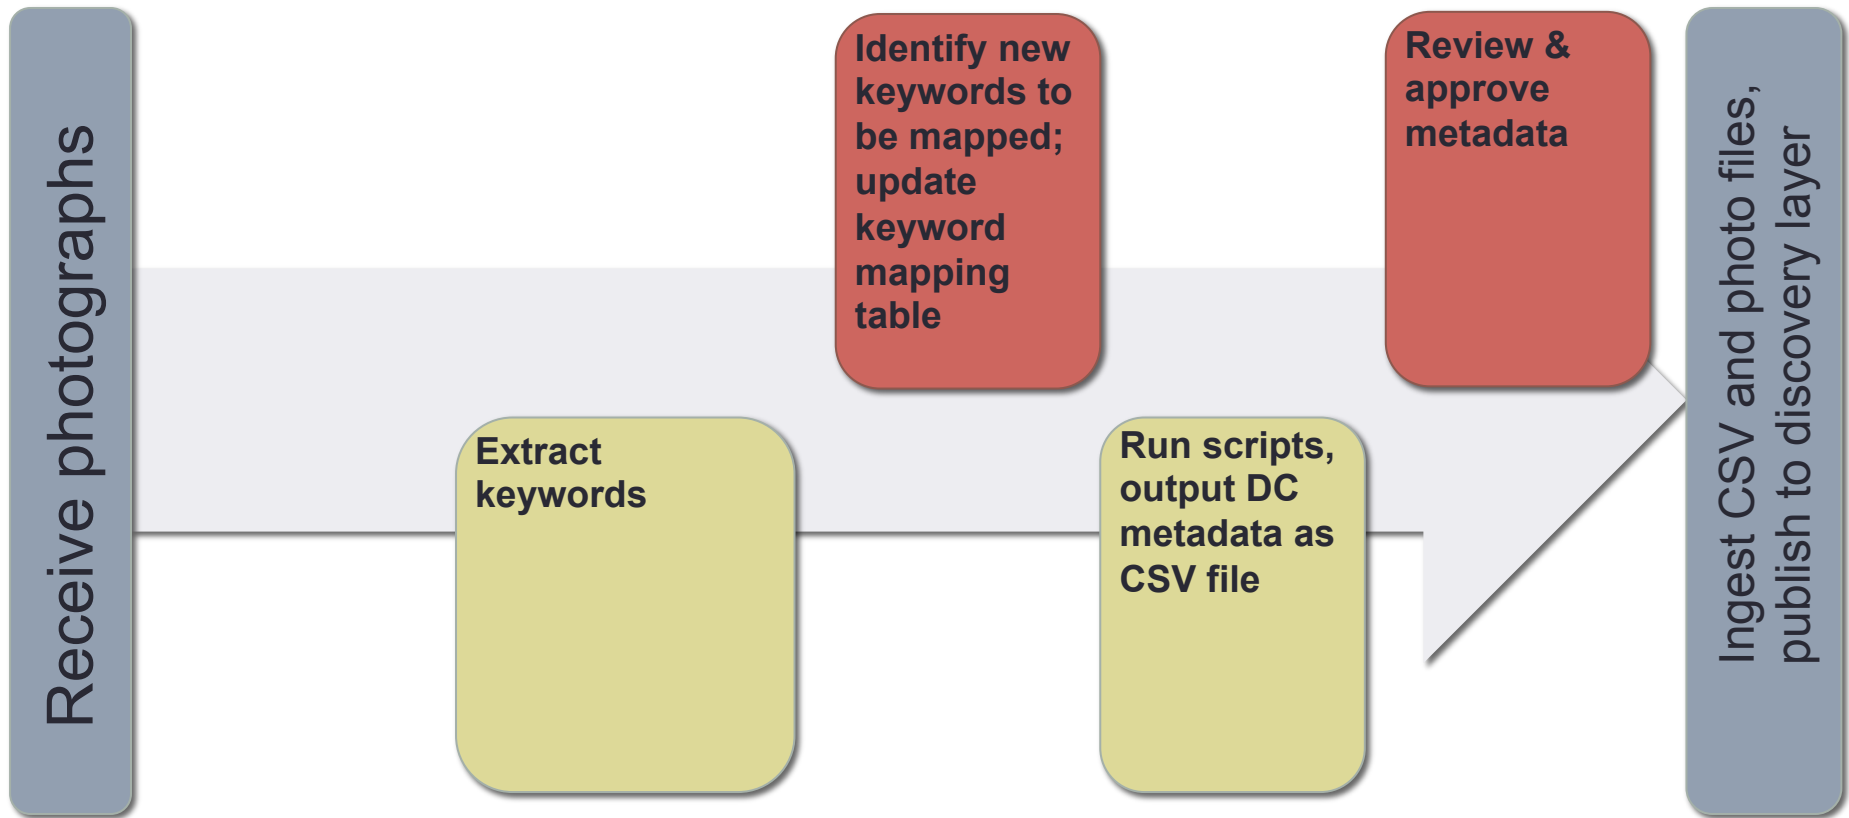 Receive photographs
Extract
keywords
Identify new
keywords to
be mapped;
update
keyword
mapping
table
Run scripts,
output DC
metadata as
CSV file
Review &
approve
metadata
Ingest CSV and photo files,
publish to discovery layer